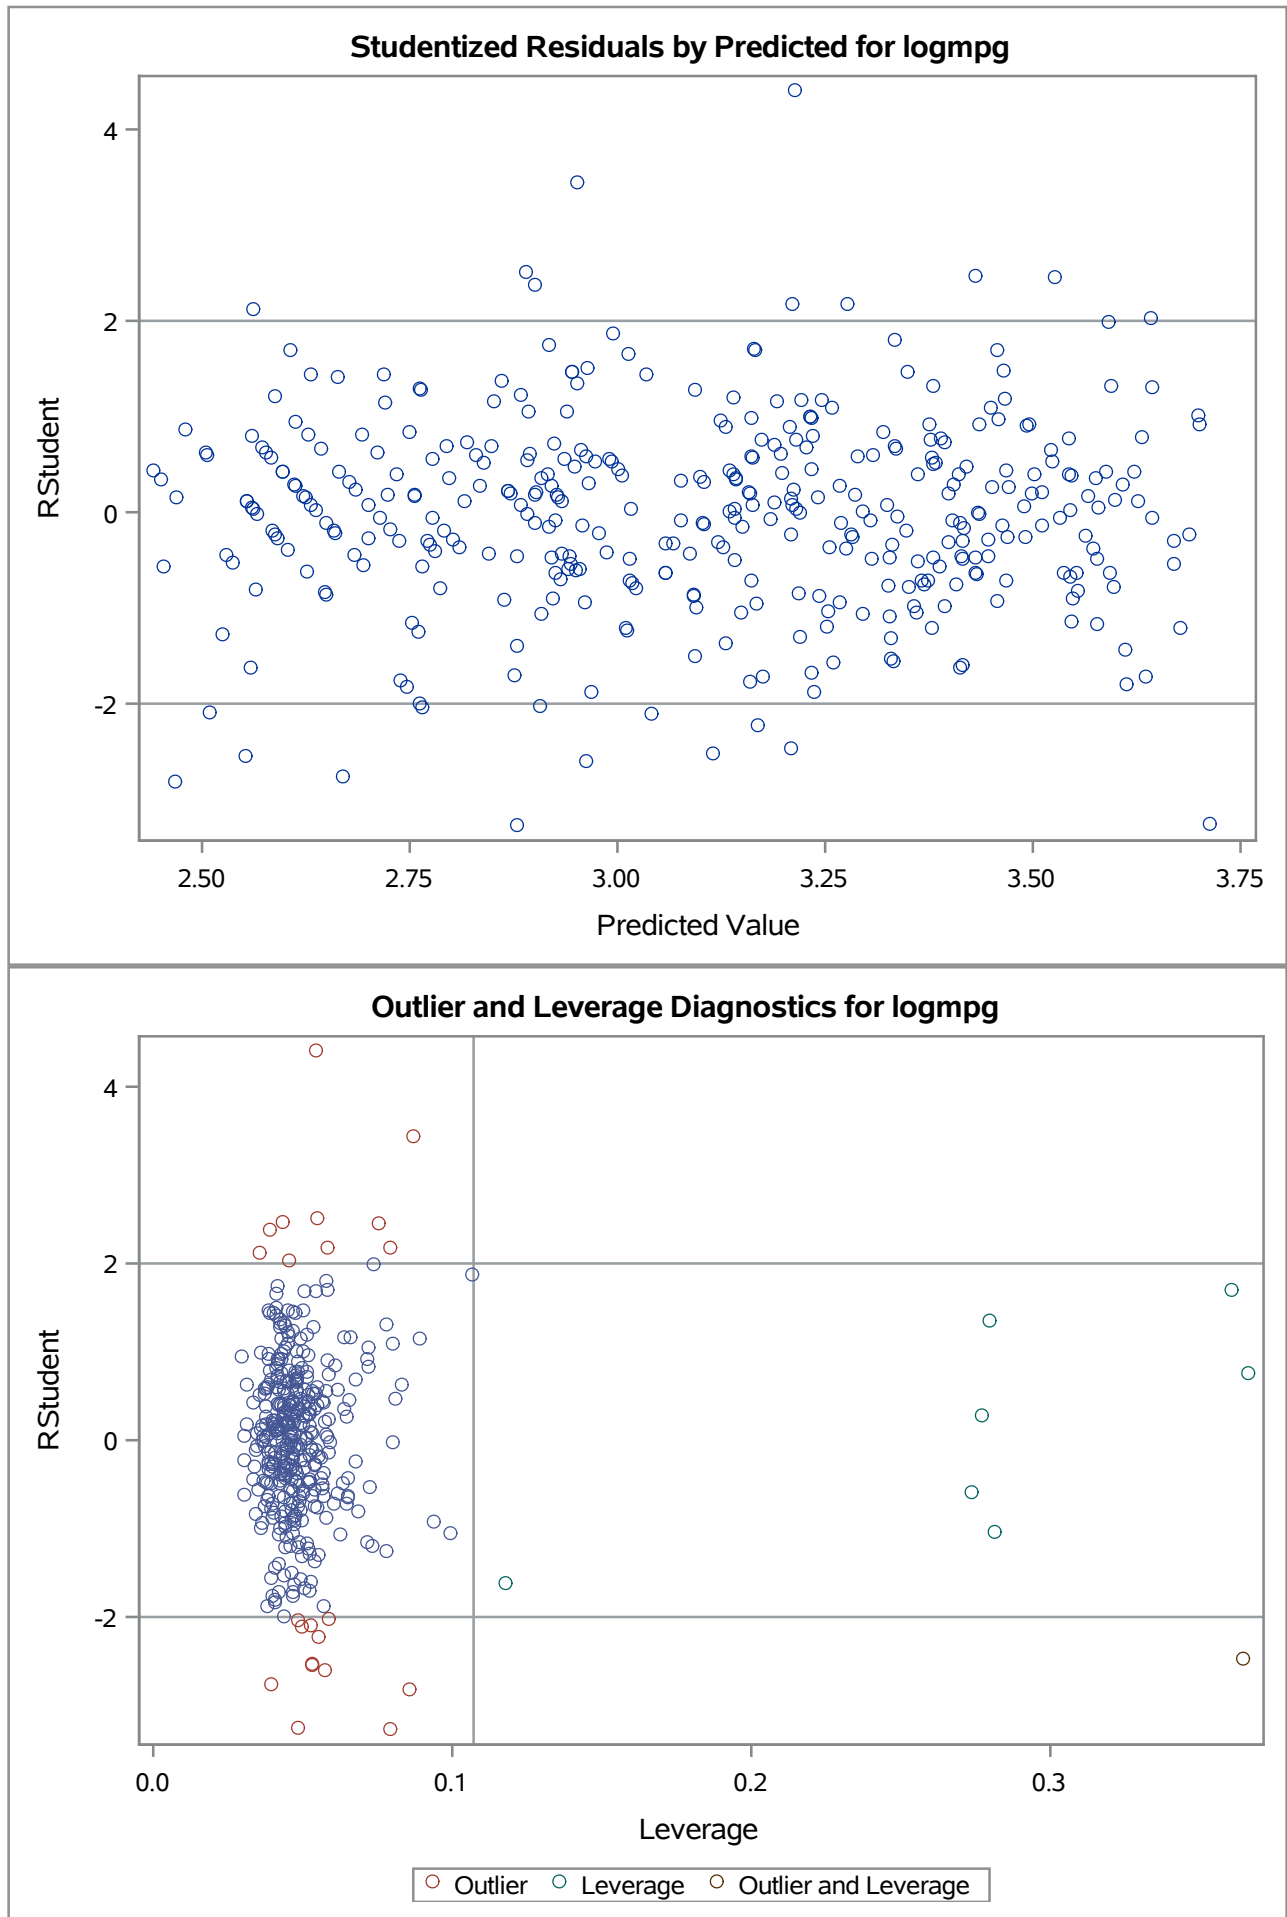 Studentized Residuals by Predicted for logmpg
4
2
0
-2
RStudent
2.50 2.75 3.00 3.25 3.50 3.75
Predicted Value
Outlier and Leverage Diagnostics for logmpg
4
2
0
-2
RStudent
0.0 0.1 0.2 0.3
Leverage
Outlier Leverage Outlier and Leverage